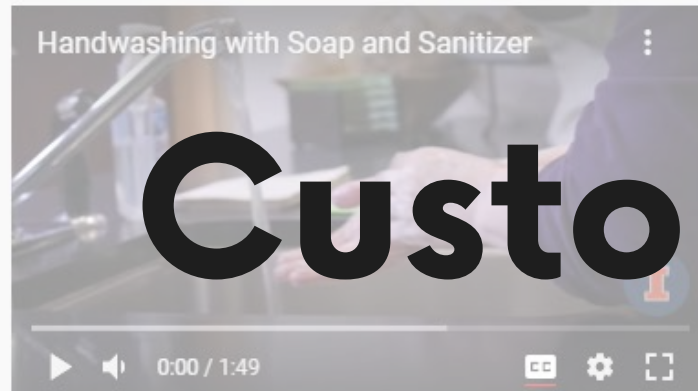 Handwashing with Soap and Sanitizer
Custo
I
0:00 / 1:49
CC